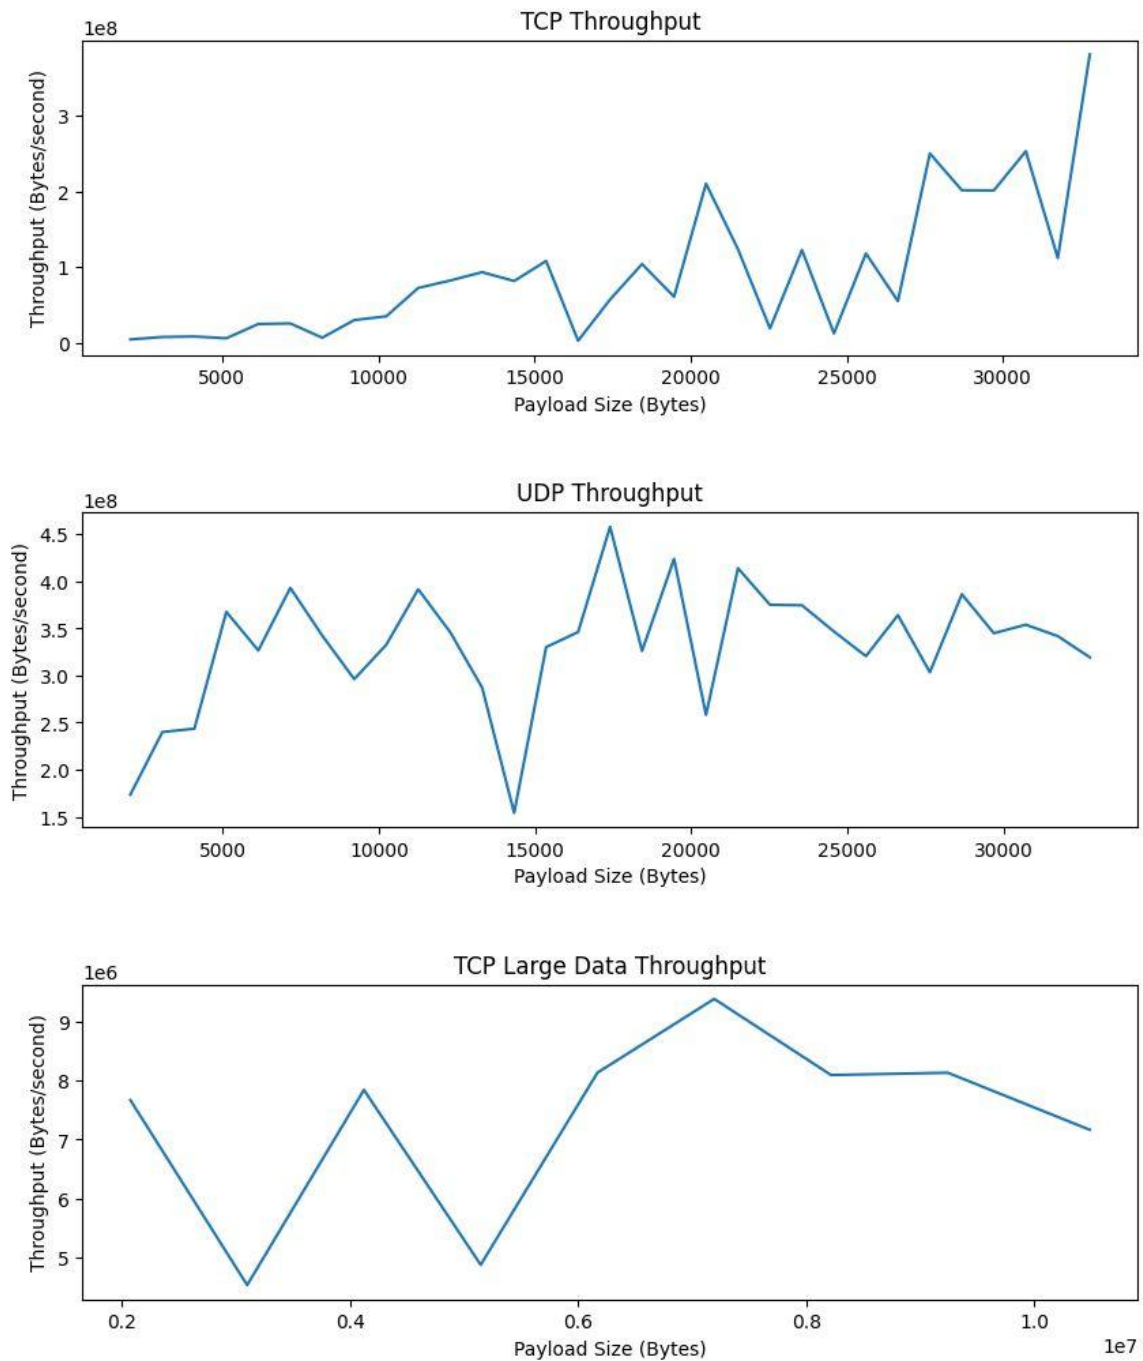 TCP Throughput
1e8
Throughput (Bytes/second)
3
2
1
0
5000 10000 15000 20000 25000 30000
Payload Size (Bytes)
UDP Throughput
1e8
Throughput (Bytes/second)
4.5
4.0
3.5
3.0
2.5
2.0
1.5
5000 10000 15000 20000 25000 30000
Payload Size (Bytes)
TCP Large Data Throughput
1e6
Throughput (Bytes/second)
9
8
7
6
5
0.2 0.4 0.6 0.8 1.0
1e7
Payload Size (Bytes)